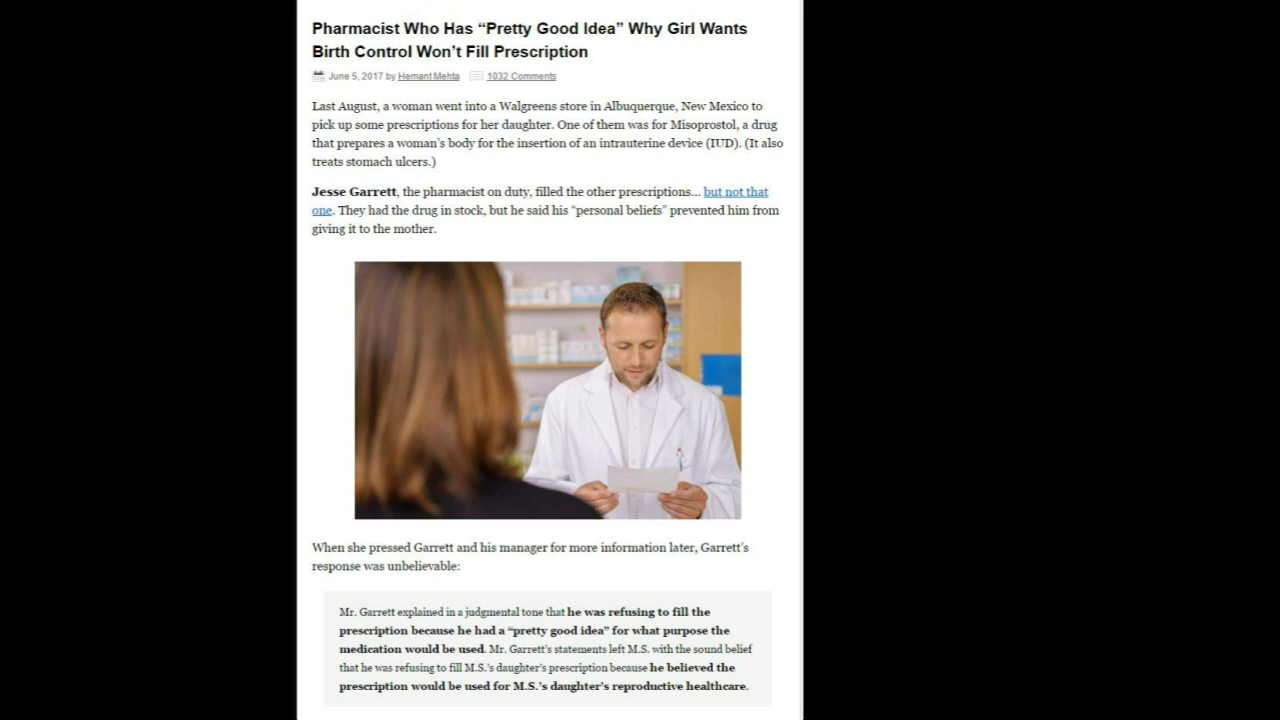 Pharmacist Who Has “Pretty Good Idea” Why Girl Wants
Birth Control Won’t Fill Prescription
June 5, 2017 by Hemant Mehta 1032 Comments
Last August, a woman went into a Walgreens store in Albuquerque, New Mexico to
pick up some prescriptions for her daughter. One of them was for Misoprostol, a drug
that prepares a woman’s body for the insertion of an intrauterine device (IUD). (It also
treats stomach ulcers.)
Jesse Garrett, the pharmacist on duty, filled the other prescriptions… but not that
one. They had the drug in stock, but he said his “personal beliefs” prevented him from
giving it to the mother.
When she pressed Garrett and his manager for more information later, Garrett’s
response was unbelievable:
Mr. Garrett explained in a judgmental tone that he was refusing to fill the
prescription because he had a “pretty good idea” for what purpose the
medication would be used. Mr. Garrett’s statements left M.S. with the sound belief
that he was refusing to fill M.S.’s daughter’s prescription because he believed the
prescription would be used for M.S.’s daughter’s reproductive healthcare.